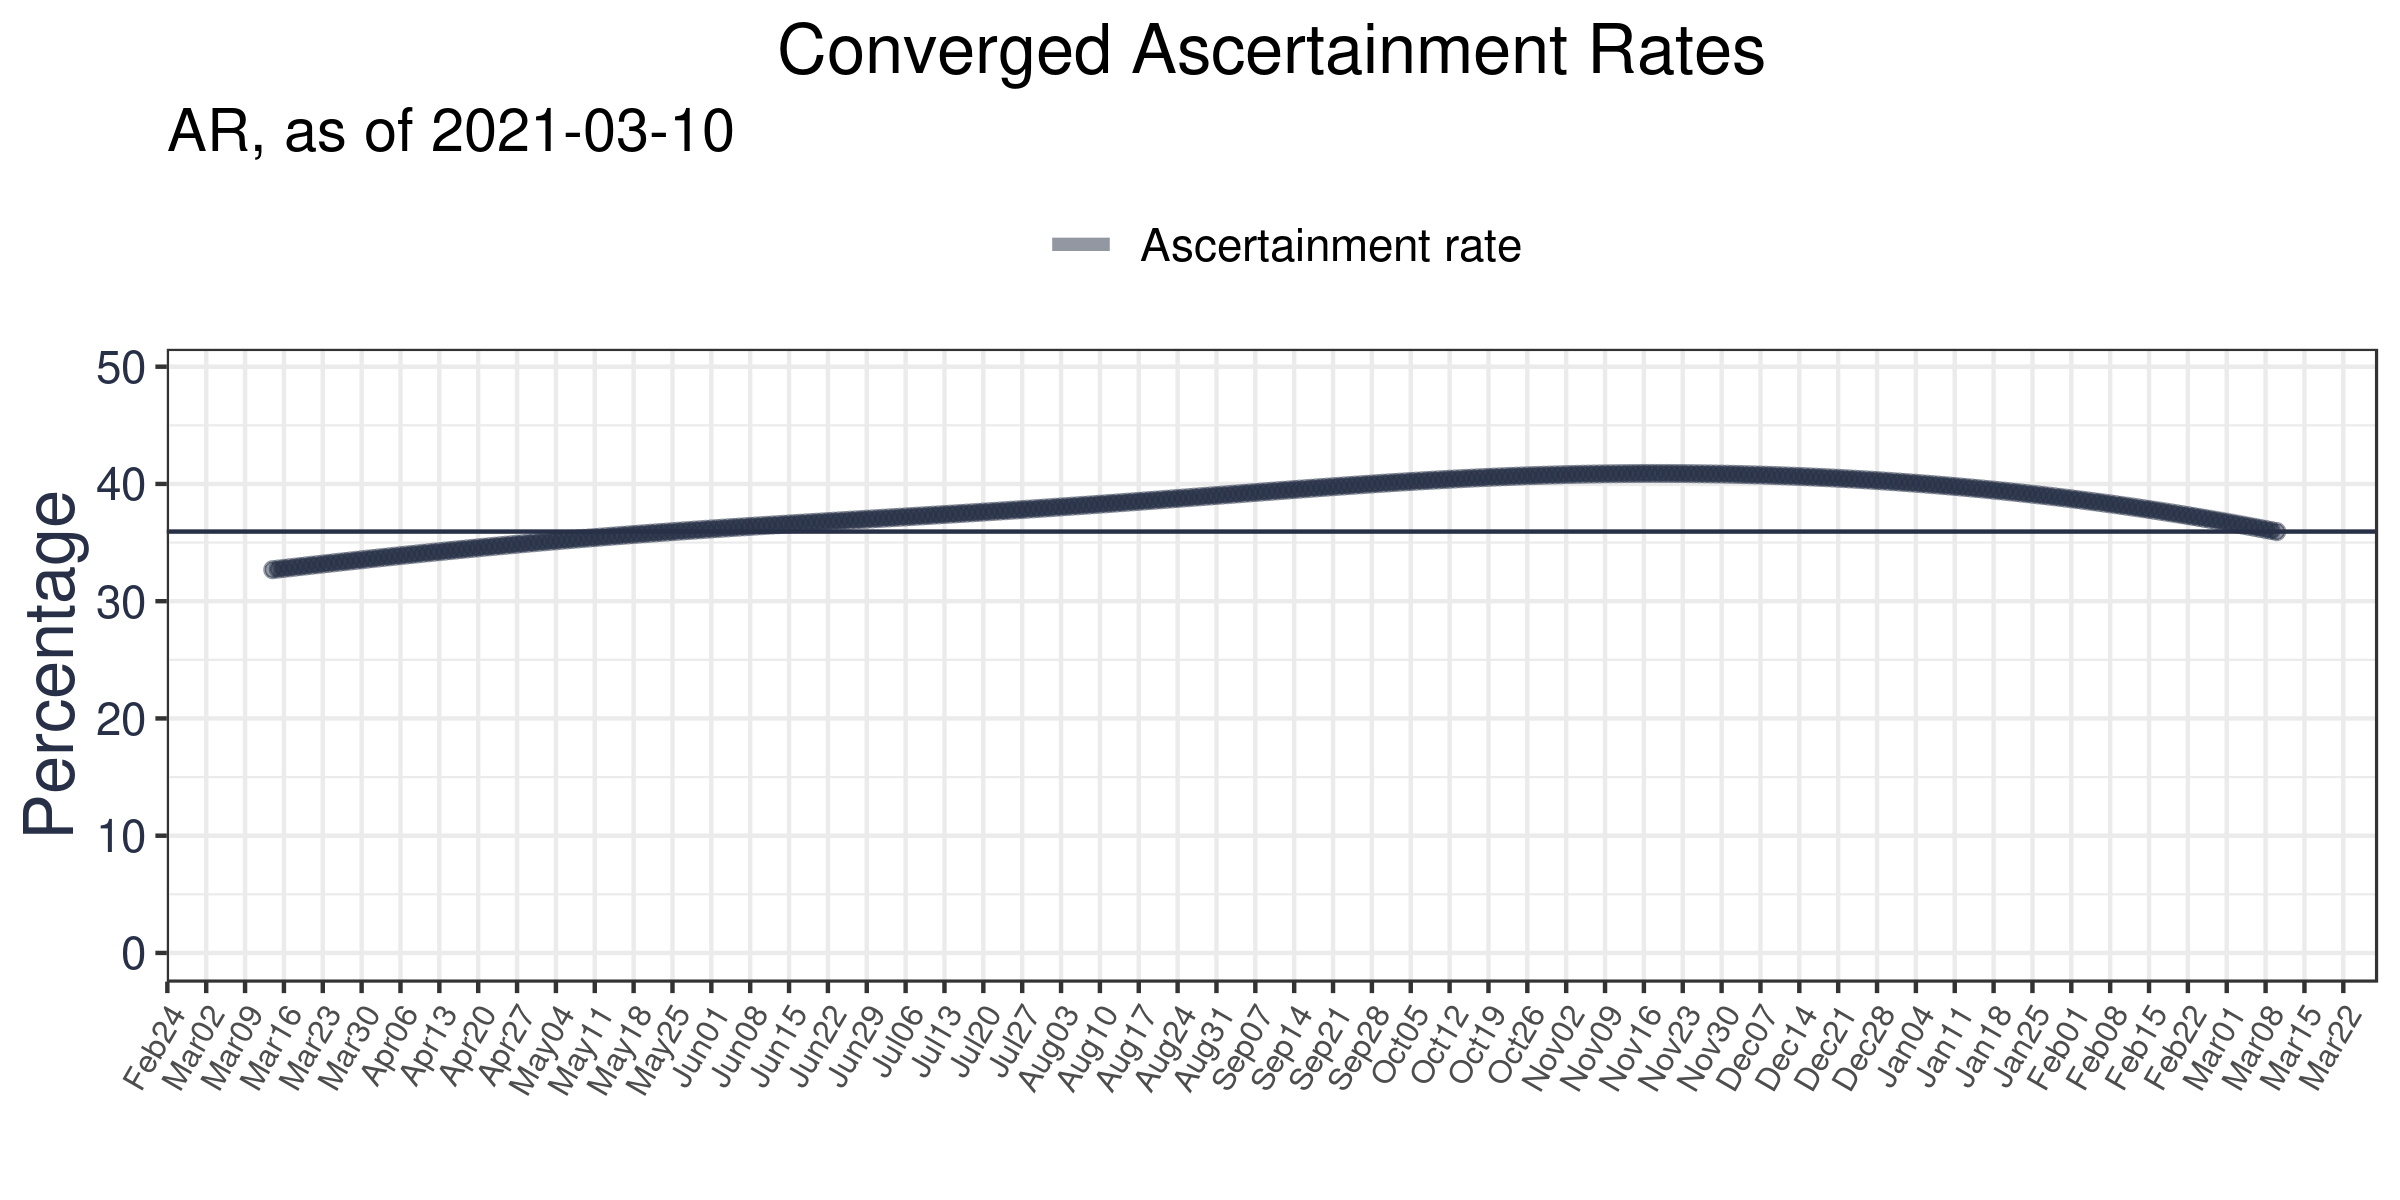 Converged Ascertainment Rates
AR, as of 2021-03-10
Ascertainment rate
Percentage
50
40
30
20
10
0
Feb24
Mar02
Mar09
Mar16
Mar23
Mar30
Apr06
Apr13
Apr20
Apr27
May04
May11
May18
May25
Jun01
Jun08
Jun15
Jun22
Jun29
Jul06
Jul13
Jul20
Jul27
Aug03
Aug10
Aug17
Aug24
Aug31
Sep07
Sep14
Sep21
Sep28
Oct05
Oct12
Oct19
Oct26
Nov02
Nov09
Nov16
Nov23
Nov30
Dec07
Dec14
Dec21
Dec28
Jan04
Jan11
Jan18
Jan25
Feb01
Feb08
Feb15
Feb22
Mar01
Mar08
Mar15
Mar22